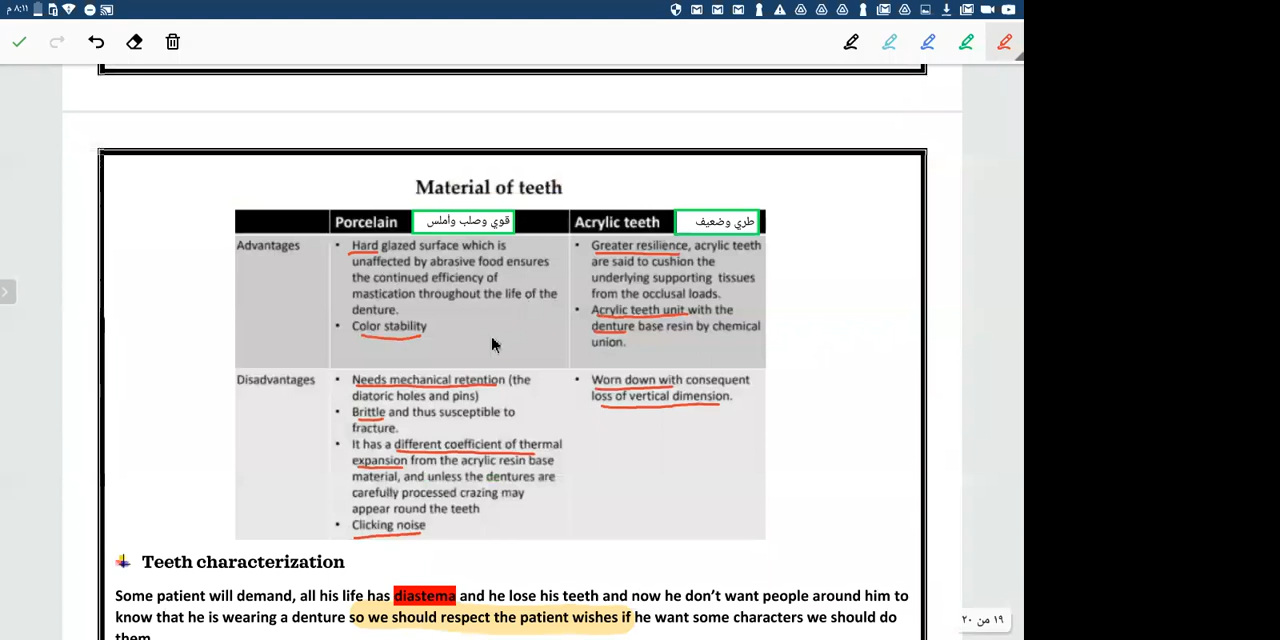 ٨:١١ م
Material of teeth
Porcelain
قوي وصلب وأملس
Acrylic teeth
طري وضعيف
Advantages
• Hard glazed surface which is
unaffected by abrasive food ensures
the continued efficiency of
mastication throughout the life of the
denture.
• Color stability
• Greater resilience, acrylic teeth
are said to cushion the
underlying supporting tissues
from the occlusal loads.
• Acrylic teeth unit with the
denture base resin by chemical
union.
Disadvantages
• Needs mechanical retention (the
diatoric holes and pins)
• Brittle and thus susceptible to
fracture.
• It has a different coefficient of thermal
expansion from the acrylic resin base
material, and unless the dentures are
carefully processed crazing may
appear round the teeth
• Clicking noise
• Worn down with consequent
loss of vertical dimension.
Teeth characterization
Some patient will demand, all his life has diastema and he lose his teeth and now he don't want people around him to
know that he is wearing a denture so we should respect the patient wishes if he want some characters we should do
them
١٩ من ٢٠